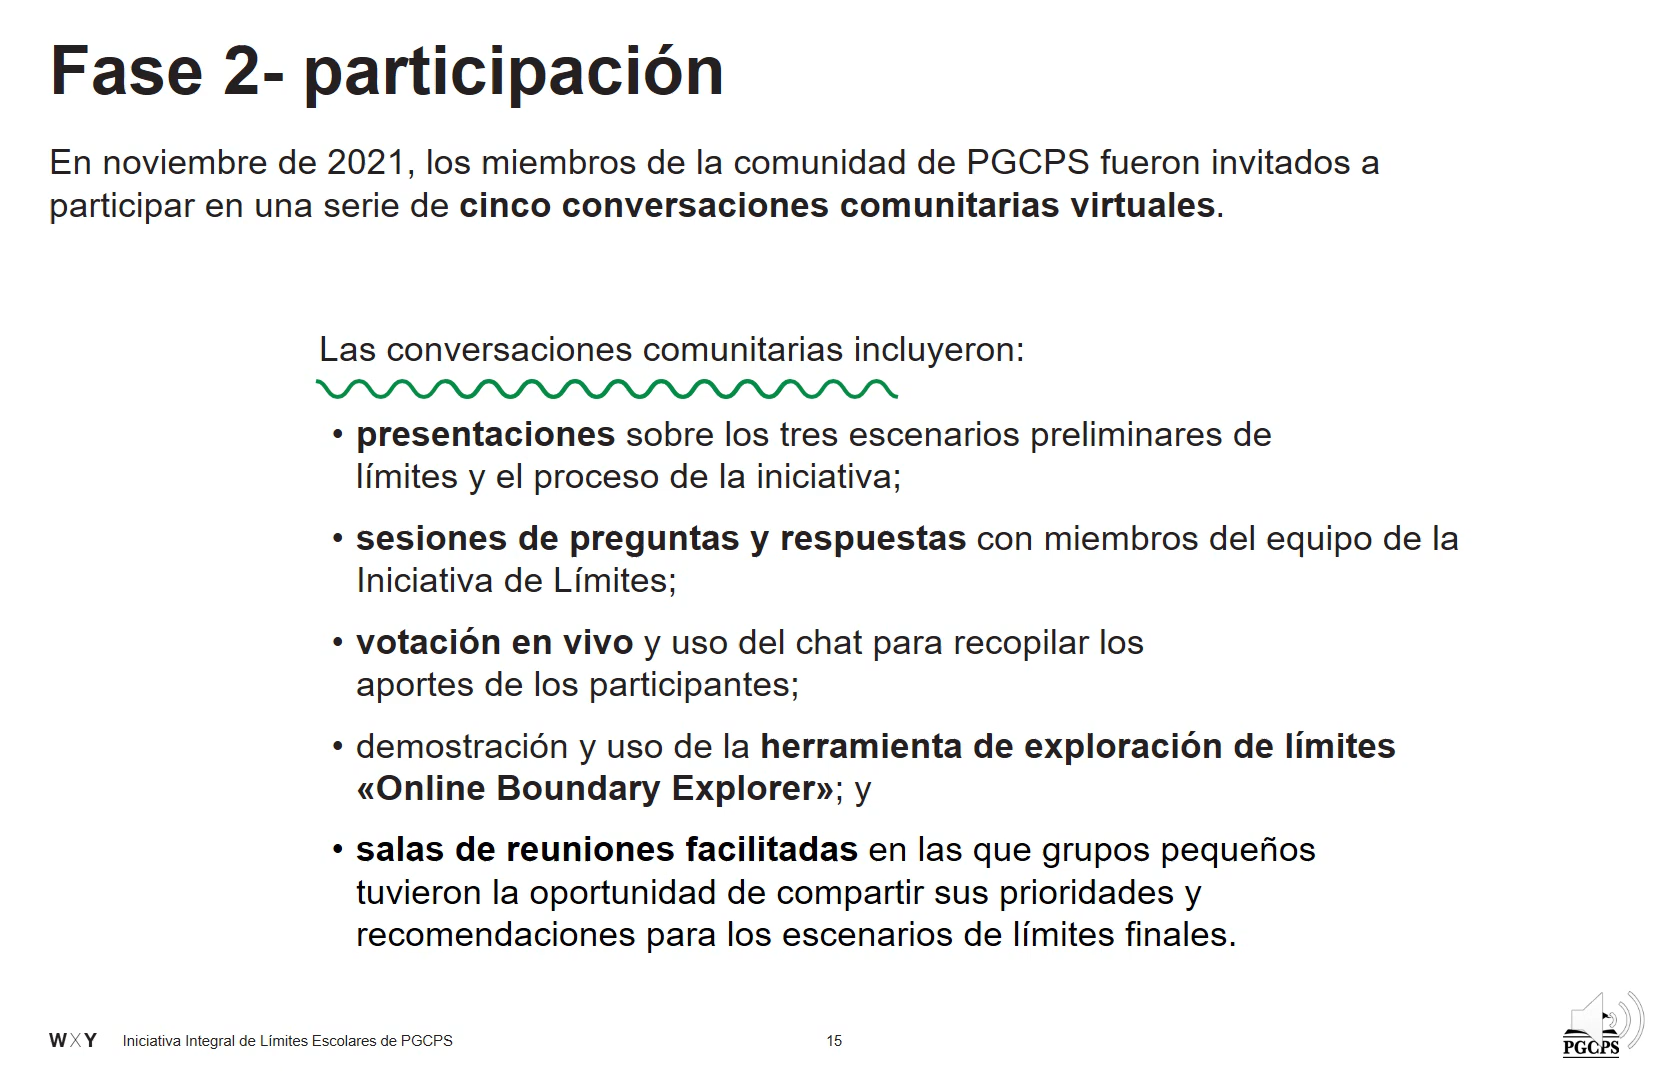 Fase 2- participación
En noviembre de 2021, los miembros de la comunidad de PGCPS fueron invitados a
participar en una serie de cinco conversaciones comunitarias virtuales.
Las conversaciones comunitarias incluyeron:
• presentaciones sobre los tres escenarios preliminares de
límites y el proceso de la iniciativa;
• sesiones de preguntas y respuestas con miembros del equipo de la
Iniciativa de Límites;
• votación en vivo y uso del chat para recopilar los
aportes de los participantes;
• demostración y uso de la herramienta de exploración de límites
«Online Boundary Explorer»; y
• salas de reuniones facilitadas en las que grupos pequeños
tuvieron la oportunidad de compartir sus prioridades y
recomendaciones para los escenarios de límites finales.
WXY Iniciativa Integral de Límites Escolares de PGCPS 15
PGCPS